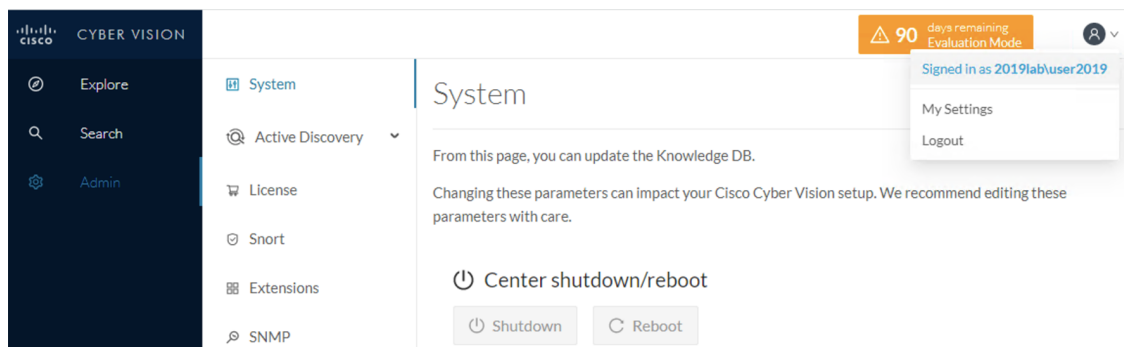 CISCO CYBER VISION
90 days remaining
Evaluation Mode
Signed in as 2019lab\user2019
My Settings
Logout
Explore
Search
Admin
System
Active Discovery
License
Snort
Extensions
SNMP
System
From this page, you can update the Knowledge DB.
Changing these parameters can impact your Cisco Cyber Vision setup. We recommend editing these
parameters with care.
Center shutdown/reboot
Shutdown
Reboot